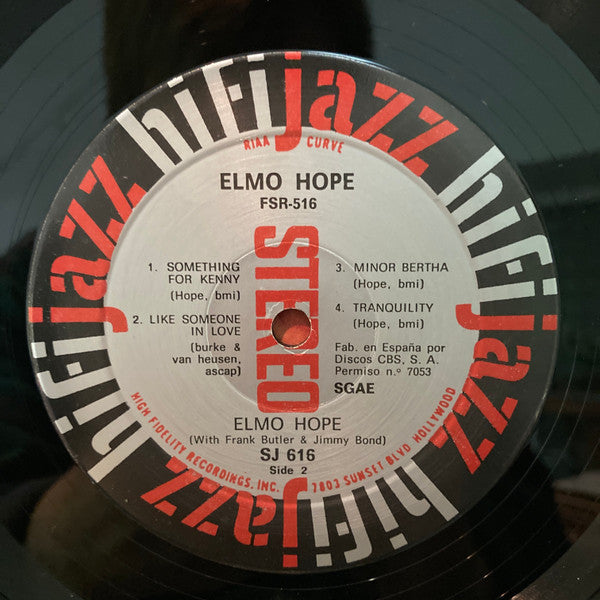 hifijazz hifijazz hifijazz hifijazz
RIAA CURVE
ELMO HOPE
FSR-516
STEREO
1. SOMETHING
FOR KENNY
(Hope, bmi)
2. LIKE SOMEONE
IN LOVE
(burke &
van heusen,
ascap)
3. MINOR BERTHA
(Hope, bmi)
4. TRANQUILITY
(Hope, bmi)
Fab. en España por
Discos CBS, S. A.
Permiso n.º 7053
SGAE
ELMO HOPE
(With Frank Butler & Jimmy Bond)
SJ 616
Side 2
HIGH FIDELITY RECORDINGS, INC. 7803 SUNSET BLVD HOLLYWOOD